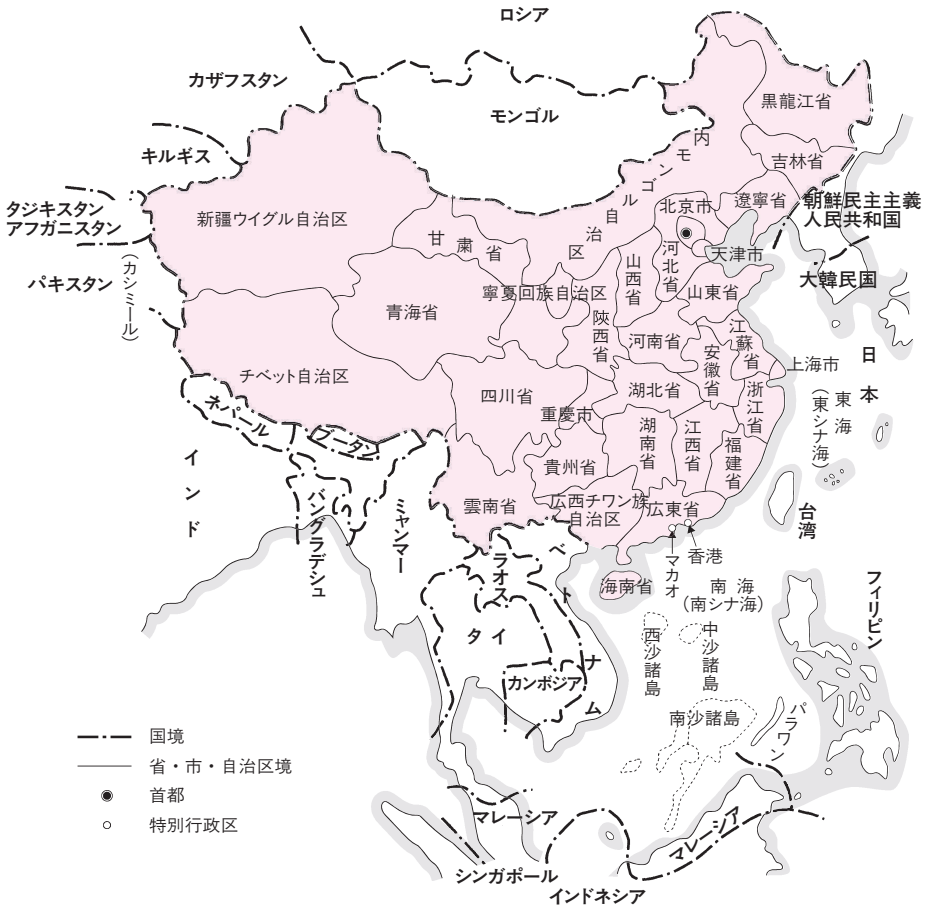 ロシア
カザフスタン
モンゴル
キルギス
タジキスタン
アフガニスタン
パキスタン
(カシミール)
黒龍江省
吉林省
遼寧省
内モンゴル自治区
北京市
天津市
朝鮮民主主義
人民共和国
大韓民国
日本
新疆ウイグル自治区
甘粛省
青海省
寧夏回族自治区
山西省
河北省
山東省
陝西省
河南省
江蘇省
安徽省
上海市
チベット自治区
四川省
重慶市
湖北省
浙江省
東海
(東シナ海)
湖南省
江西省
福建省
貴州省
雲南省
広西チワン族
自治区
広東省
台湾
香港
マカオ
海南省
南海
(南シナ海)
ネパール
ブータン
インド
バングラデシュ
ミャンマー
ラオス
ベトナム
タイ
カンボジア
フィリピン
西沙諸島
中沙諸島
南沙諸島
パラワン
国境
省・市・自治区境
首都
特別行政区
マレーシア
マレーシア
シンガポール
インドネシア